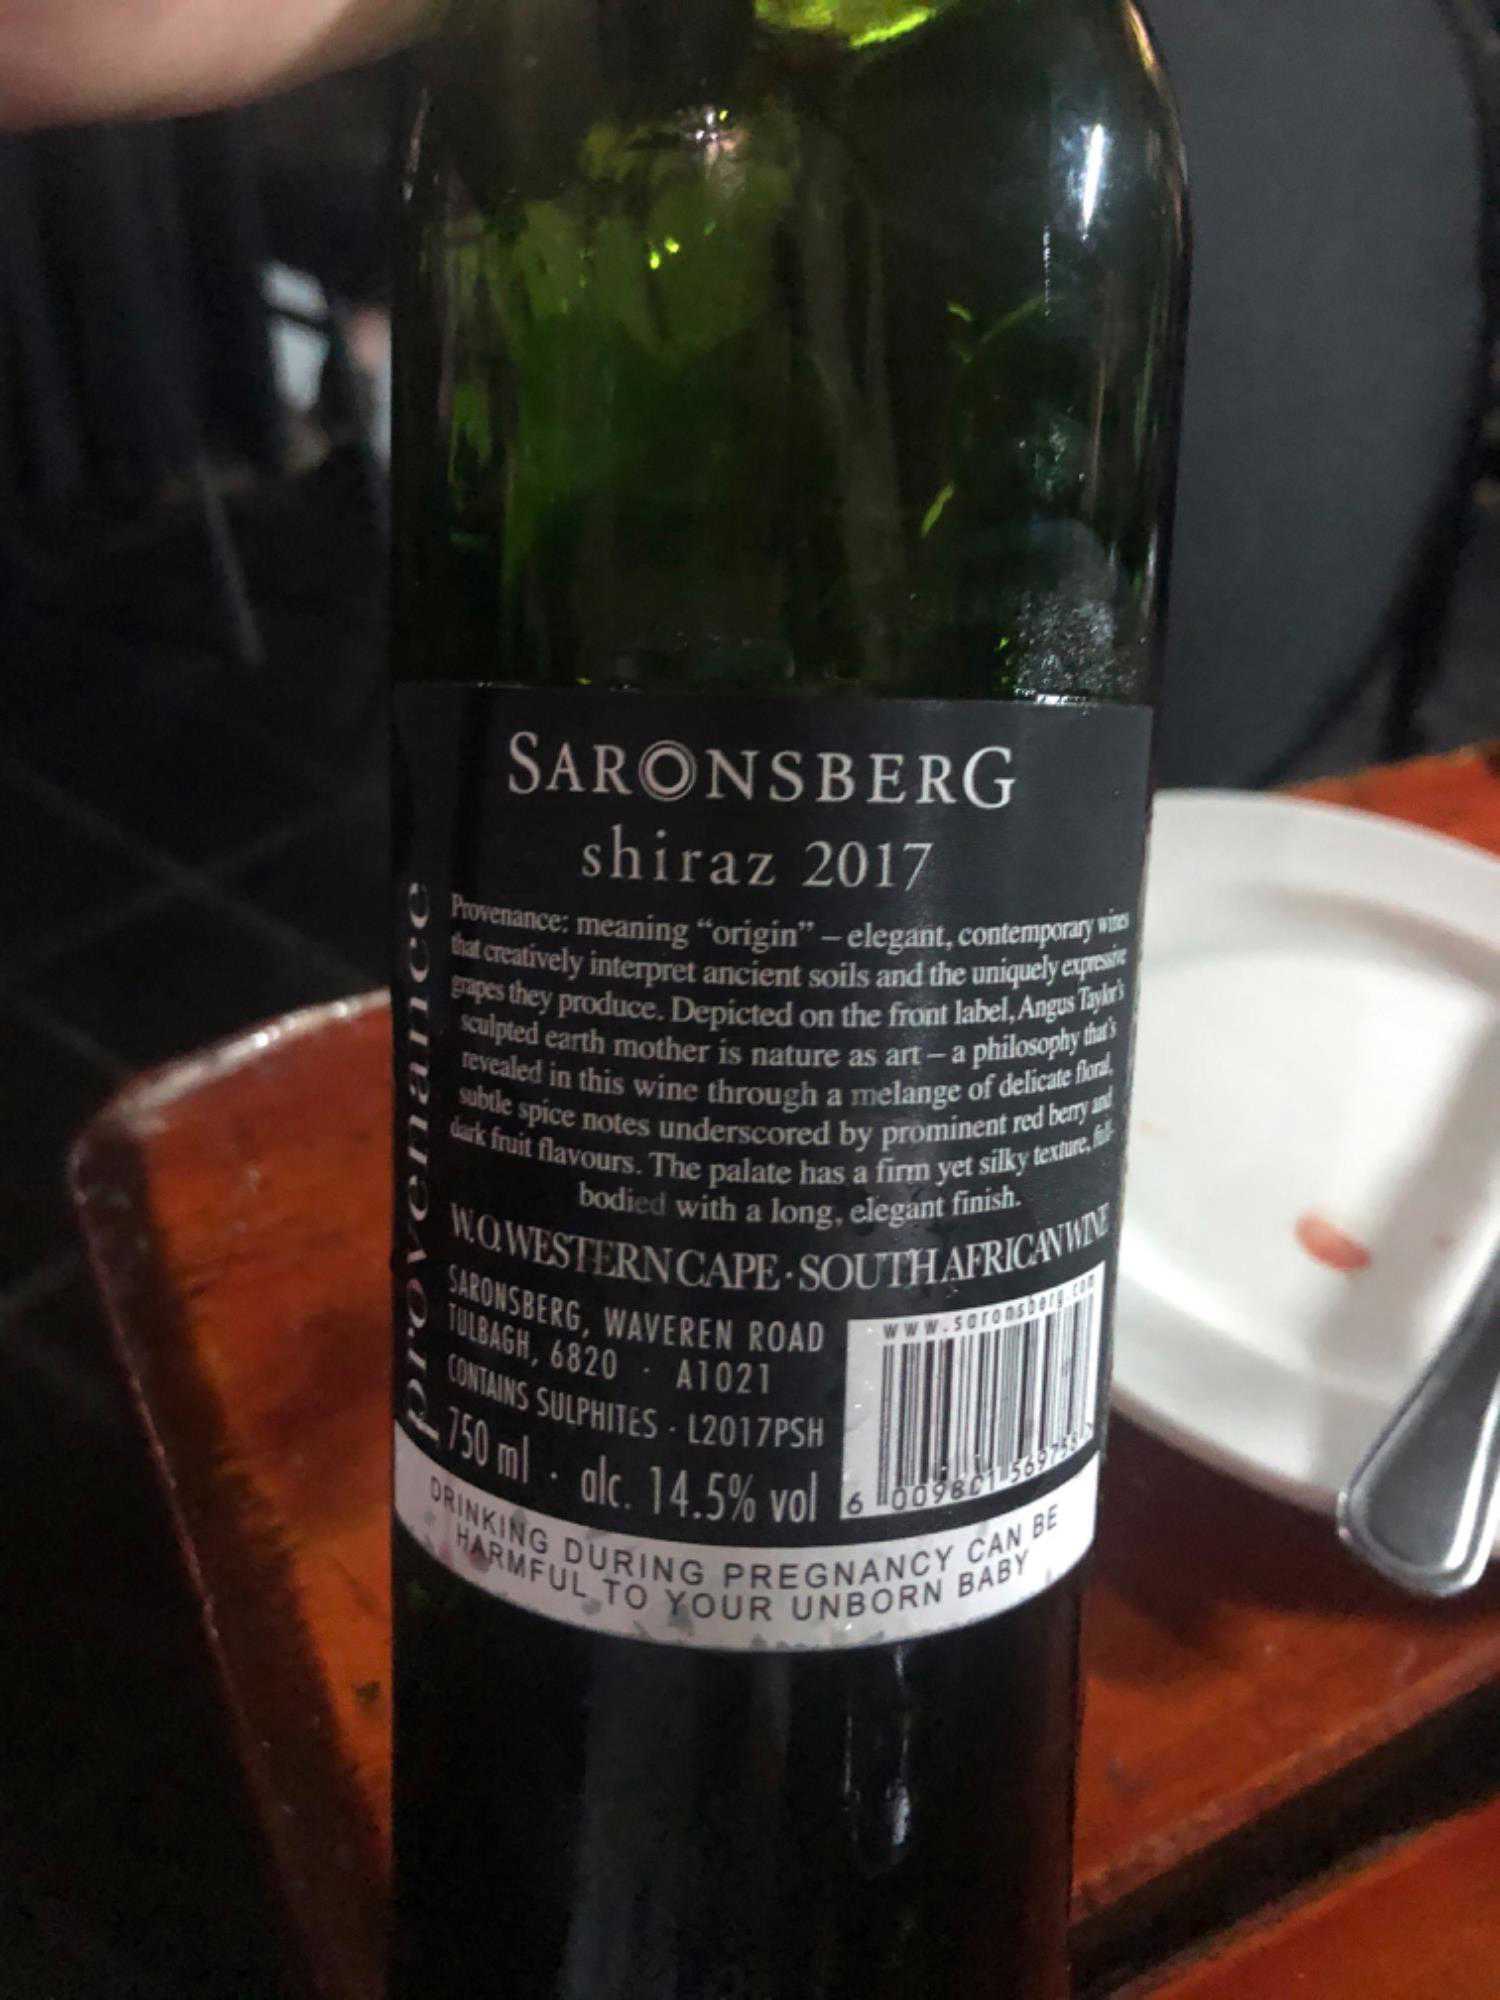 SARONSBERG
shiraz 2017
provenance
Provenance: meaning “origin” – elegant, contemporary wines
that creatively interpret ancient soils and the uniquely expressive
grapes they produce. Depicted on the front label, Angus Taylor's
sculpted earth mother is nature as art – a philosophy that's
revealed in this wine through a melange of delicate floral,
subtle spice notes underscored by prominent red berry and
dark fruit flavours. The palate has a firm yet silky texture, full-
bodied with a long, elegant finish.
W.O. WESTERN CAPE · SOUTH AFRICAN WINE
SARONSBERG, WAVEREN ROAD
TULBAGH, 6820 · A1021
CONTAINS SULPHITES · L2017PSH
750 ml · alc. 14.5% vol
www.saronsberg.com
6 009801
DRINKING DURING PREGNANCY CAN BE
HARMFUL TO YOUR UNBORN BABY